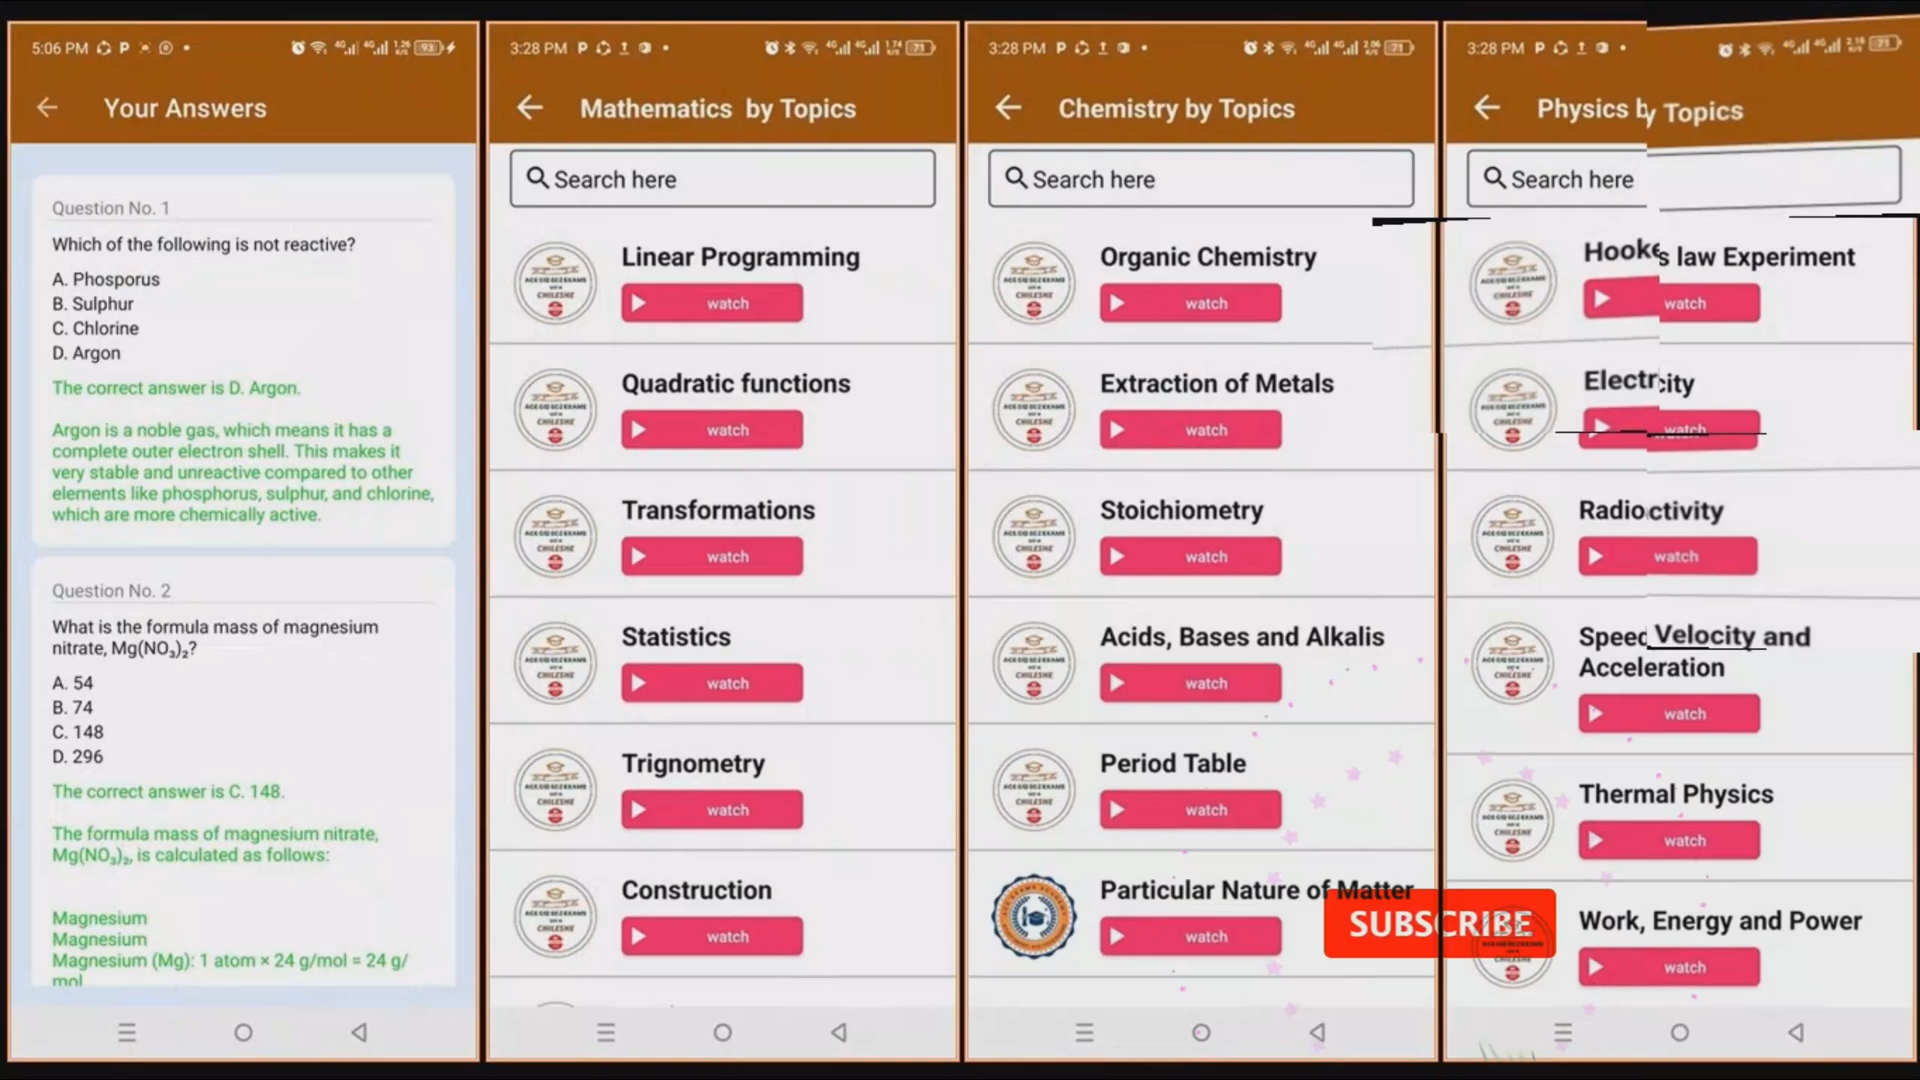 5:06 PM
Your Answers
Question No. 1
Which of the following is not reactive?
A. Phosporus
B. Sulphur
C. Chlorine
D. Argon
The correct answer is D. Argon.
Argon is a noble gas, which means it has a
complete outer electron shell. This makes it
very stable and unreactive compared to other
elements like phosphorus, sulphur, and chlorine,
which are more chemically active.
Question No. 2
What is the formula mass of magnesium
nitrate, Mg(NO₃)₂?
A. 54
B. 74
C. 148
D. 296
The correct answer is C. 148.
The formula mass of magnesium nitrate,
Mg(NO₃)₂, is calculated as follows:
Magnesium
Magnesium
Magnesium (Mg): 1 atom × 24 g/mol = 24 g/
mol
3:28 PM
Mathematics by Topics
Search here
Linear Programming
watch
Quadratic functions
watch
Transformations
watch
Statistics
watch
Trignometry
watch
Construction
watch
3:28 PM
Chemistry by Topics
Search here
Organic Chemistry
watch
Extraction of Metals
watch
Stoichiometry
watch
Acids, Bases and Alkalis
watch
Period Table
watch
Particular Nature of Matter
watch
SUBSCRIBE
3:28 PM
Physics by Topics
Search here
Hookes law Experiment
watch
Electricity
watch
Radioctivity
watch
Speed Velocity and
Acceleration
watch
Thermal Physics
watch
Work, Energy and Power
watch